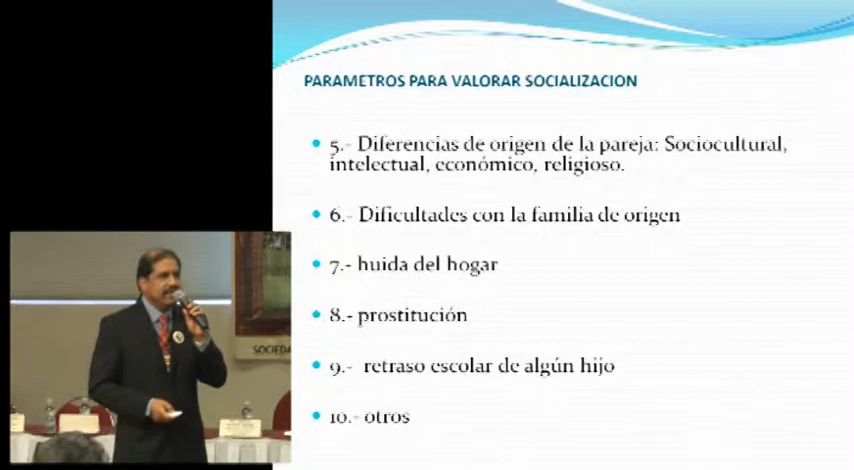 PARAMETROS PARA VALORAR SOCIALIZACION
• 5.- Diferencias de origen de la pareja: Sociocultural,
intelectual, económico, religioso.
• 6.- Dificultades con la familia de origen
• 7.- huida del hogar
• 8.- prostitución
• 9.- retraso escolar de algún hijo
• 10.- otros
SOCIEDA